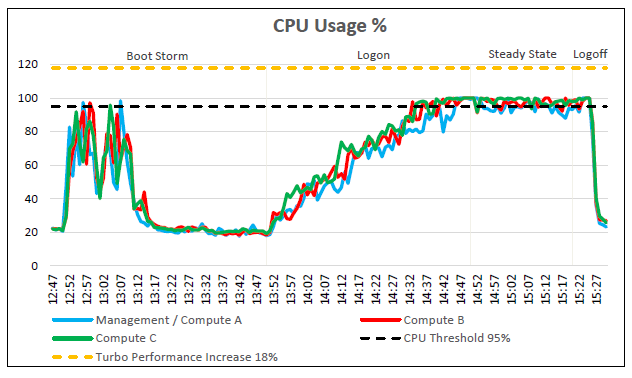 CPU Usage %
Boot Storm Logon Steady State Logoff
120
100
80
60
40
20
0
12:47 12:52 12:57 13:02 13:07 13:12 13:17 13:22 13:27 13:32 13:37 13:42 13:47 13:52 13:57 14:02 14:07 14:12 14:17 14:22 14:27 14:32 14:37 14:42 14:47 14:52 14:57 15:02 15:07 15:12 15:17 15:22 15:27
Management / Compute A Compute B
Compute C CPU Threshold 95%
Turbo Performance Increase 18%